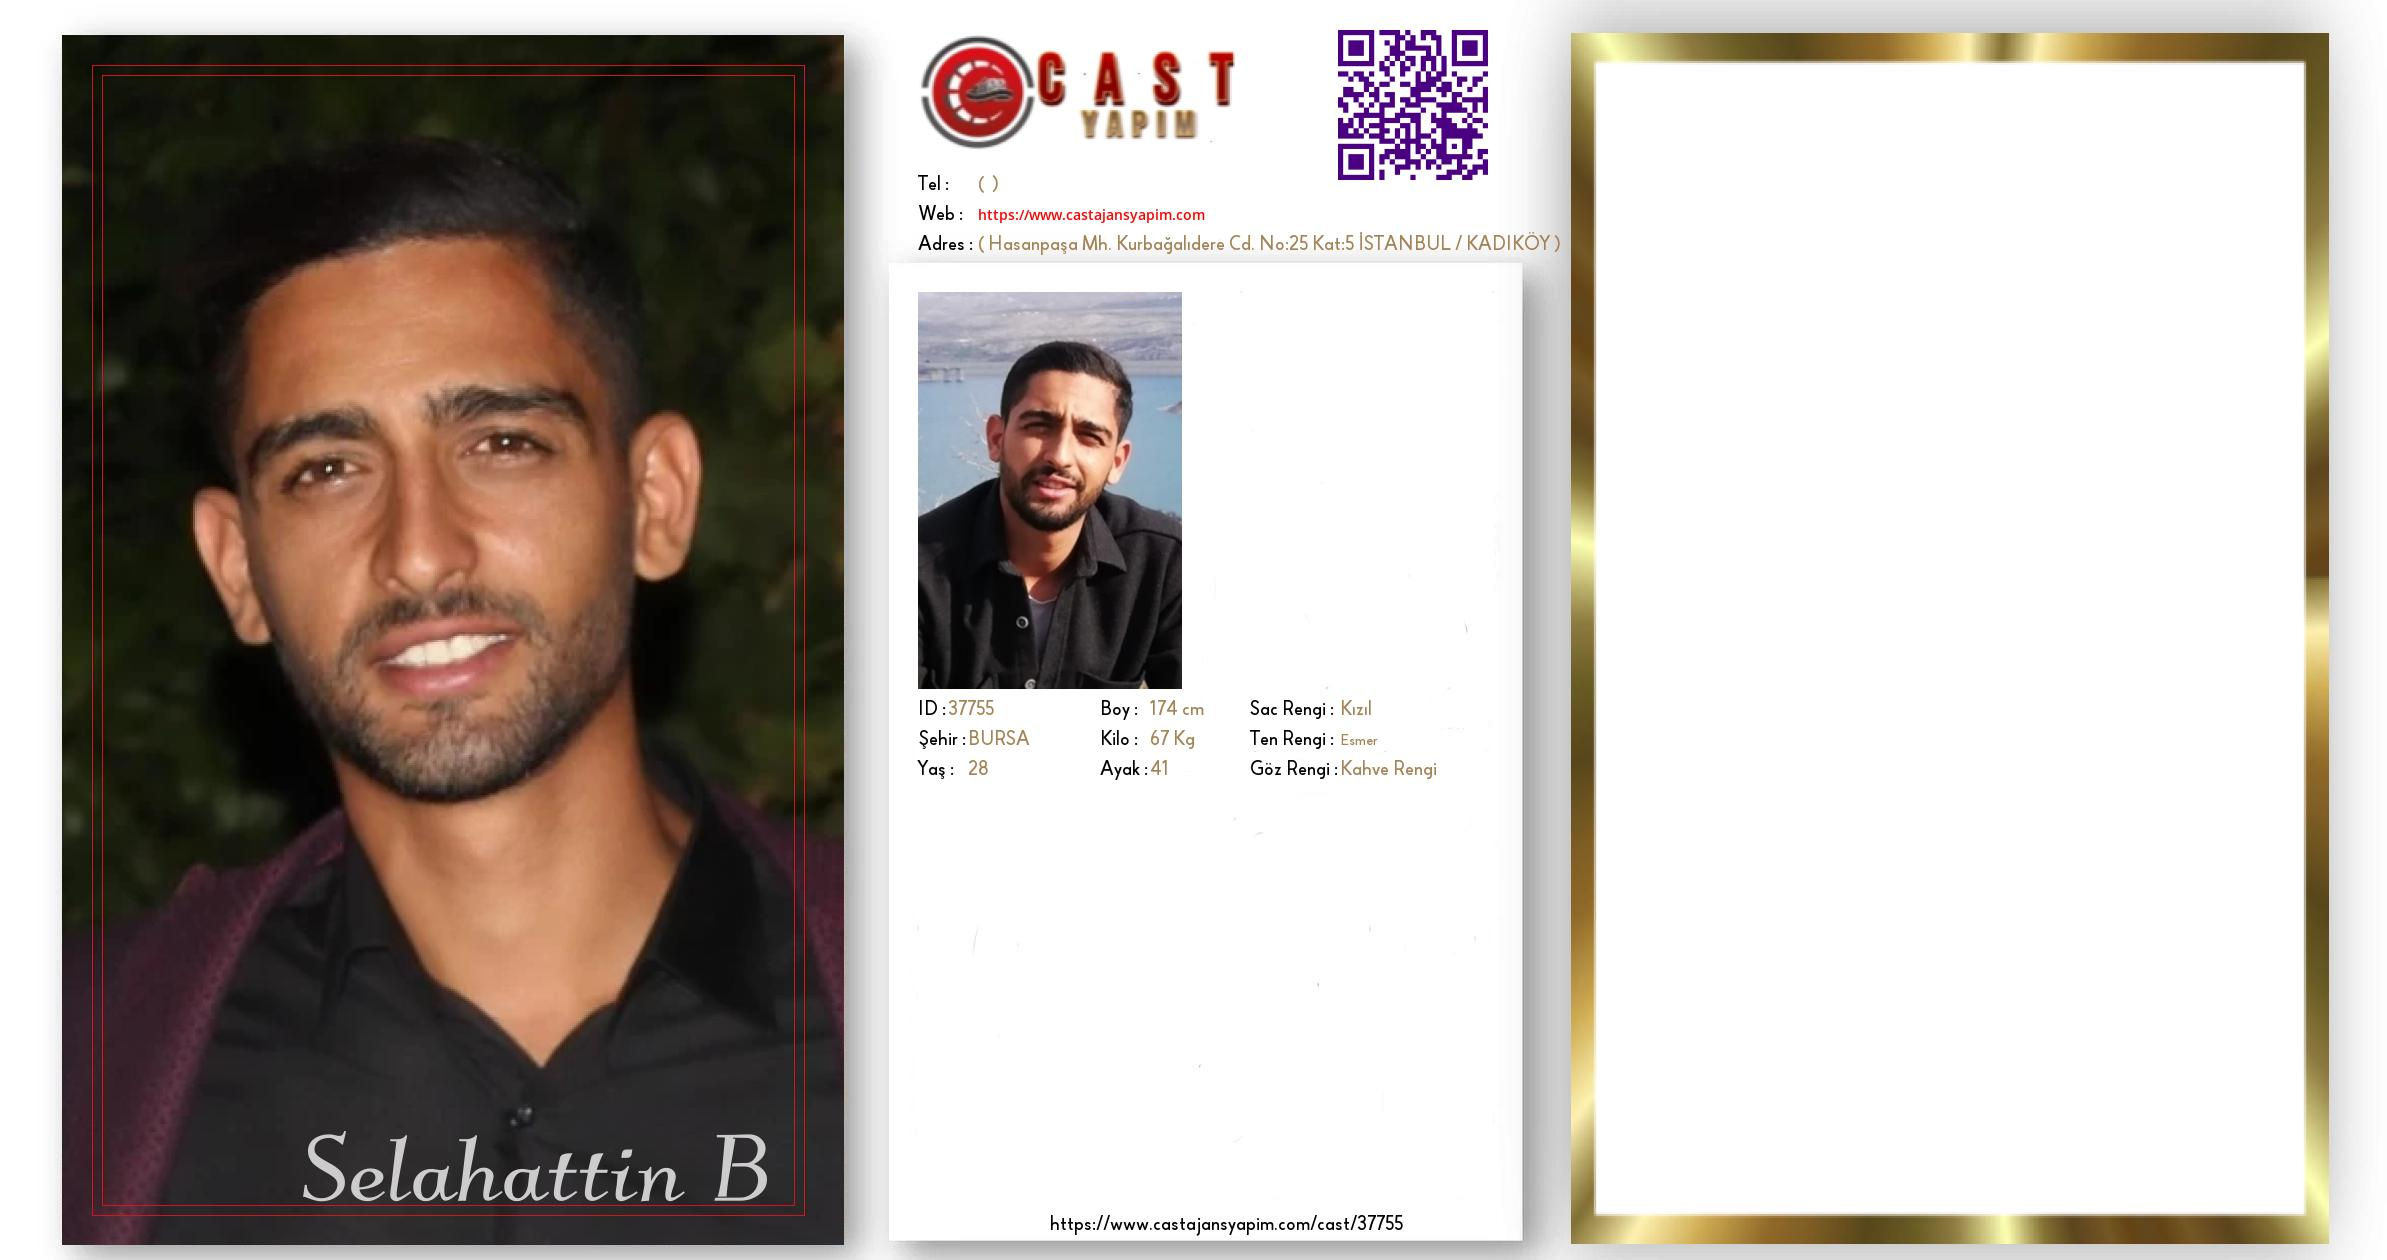 Selahattin B
CAST
YAPIM
Tel : ( )
Web : https://www.castajansyapim.com
Adres : ( Hasanpaşa Mh. Kurbağalıdere Cd. No:25 Kat:5 İSTANBUL / KADIKÖY )
ID : 37755 Boy : 174 cm Sac Rengi : Kızıl
Şehir : BURSA Kilo : 67 Kg Ten Rengi : Esmer
Yaş : 28 Ayak : 41 Göz Rengi : Kahve Rengi
https://www.castajansyapim.com/cast/37755